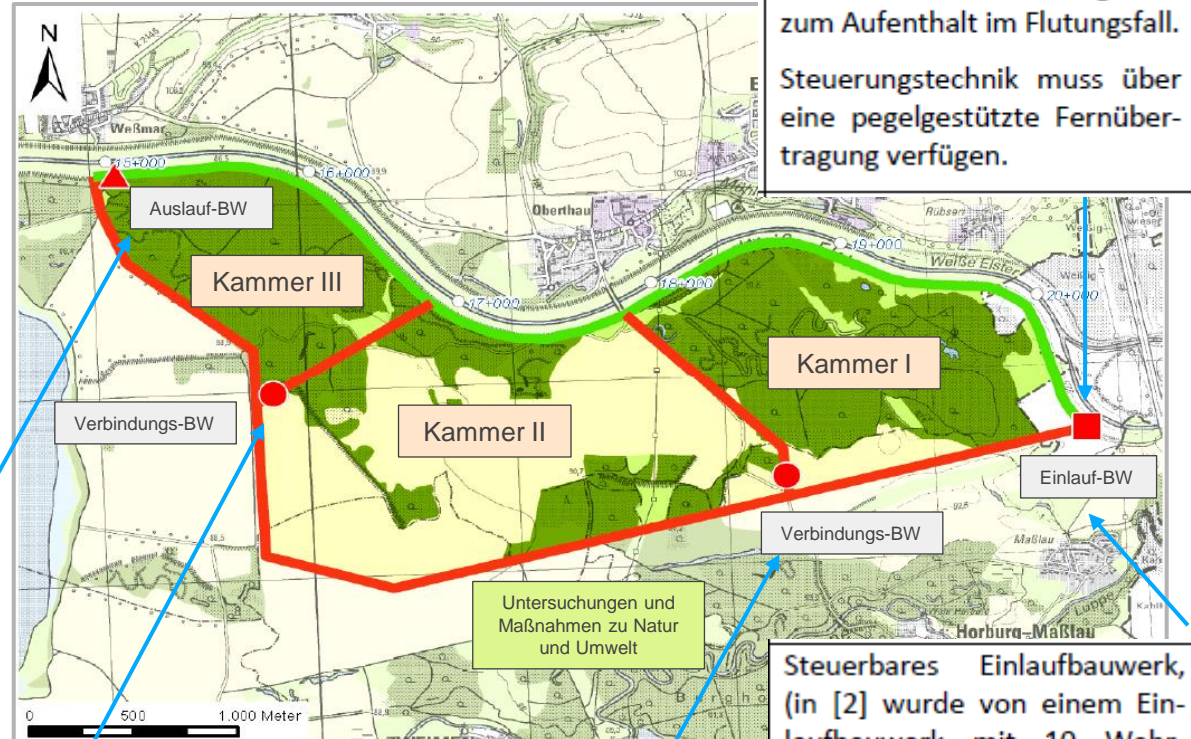 zum Aufenthalt im Flutungsfall.
Steuerungstechnik muss über
eine pegelgestützte Fernüber-
tragung verfügen.
N
Weßmar
15+000
16+000
Auslauf-BW
Oberthau
Kammer III
17+000
18+000
19+000
Weiße Elster
20+000
Kammer I
Verbindungs-BW
Kammer II
Einlauf-BW
Verbindungs-BW
Maßlau
Untersuchungen und
Maßnahmen zu Natur
und Umwelt
Luppe
Horburg-Maßlau
0 500 1.000 Meter
Steuerbares Einlaufbauwerk,
(in [2] wurde von einem Ein-